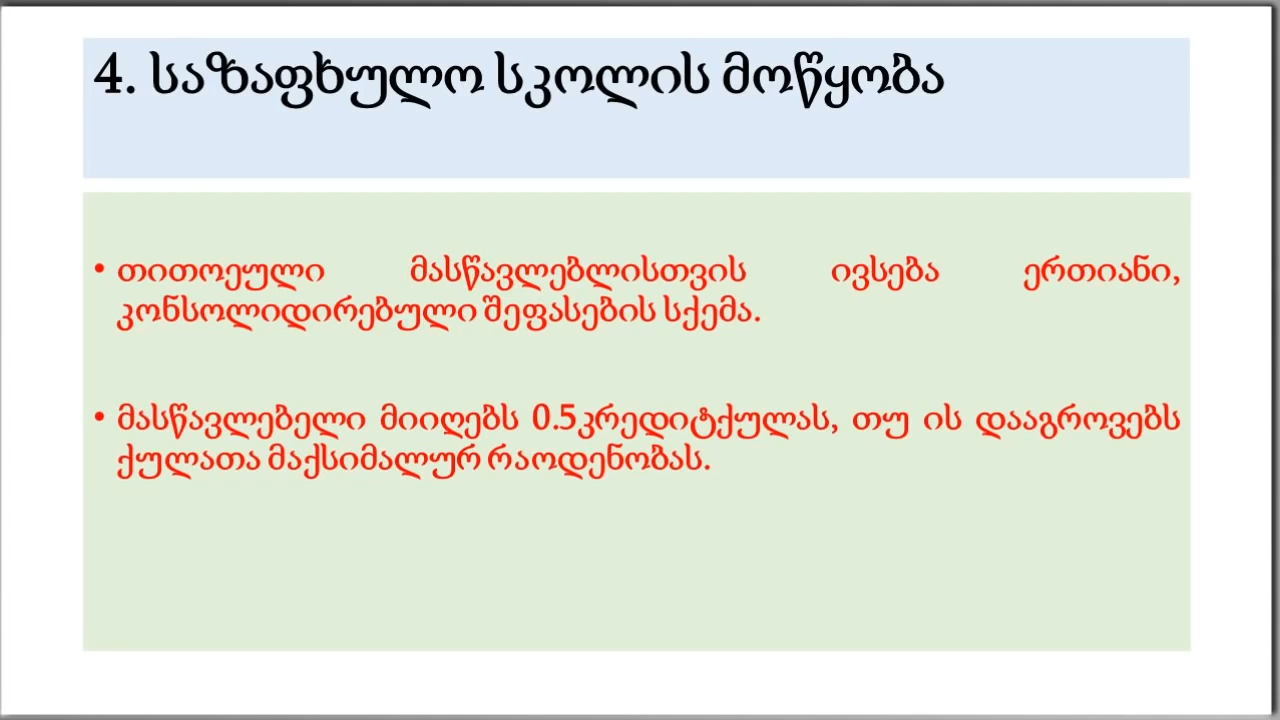 4. საზაფხულო სკოლის მოწყობა
• თითოეული მასწავლებლისთვის ივსება ერთიანი,
კონსოლიდირებული შეფასების სქემა.
• მასწავლებელი მიიღებს 0.5კრედიტქულას, თუ ის დააგროვებს
ქულათა მაქსიმალურ რაოდენობას.